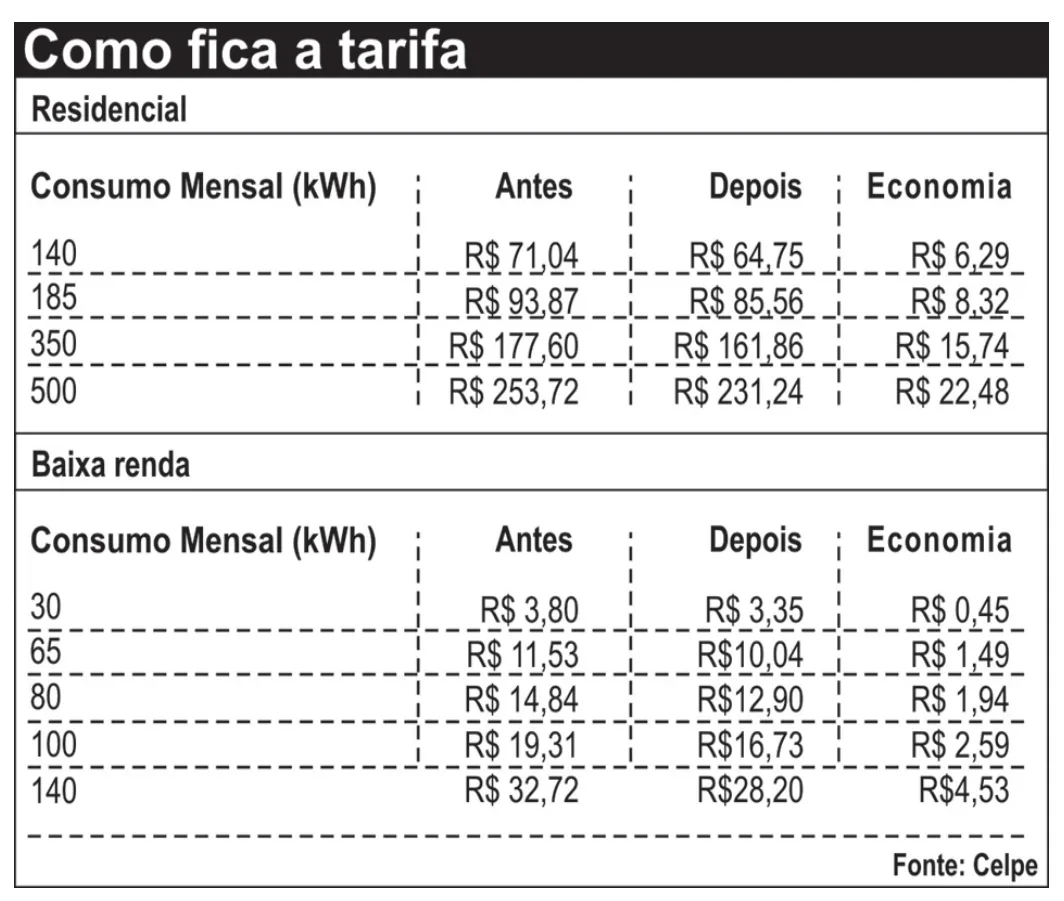 Como fica a tarifa
Residencial
Consumo Mensal (kWh) Antes Depois Economia
140 R$ 71,04 R$ 64,75 R$ 6,29
185 R$ 93,87 R$ 85,56 R$ 8,32
350 R$ 177,60 R$ 161,86 R$ 15,74
500 R$ 253,72 R$ 231,24 R$ 22,48
Baixa renda
Consumo Mensal (kWh) Antes Depois Economia
30 R$ 3,80 R$ 3,35 R$ 0,45
65 R$ 11,53 R$10,04 R$ 1,49
80 R$ 14,84 R$12,90 R$ 1,94
100 R$ 19,31 R$16,73 R$ 2,59
140 R$ 32,72 R$28,20 R$4,53
Fonte: Celpe